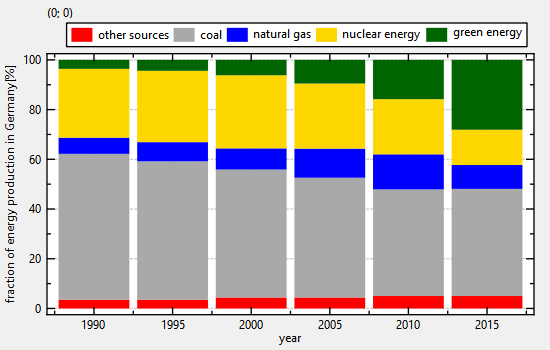 (0; 0)
other sources coal natural gas nuclear energy green energy
fraction of energy production in Germany[%]
100
80
60
40
20
0
1990 1995 2000 2005 2010 2015
year